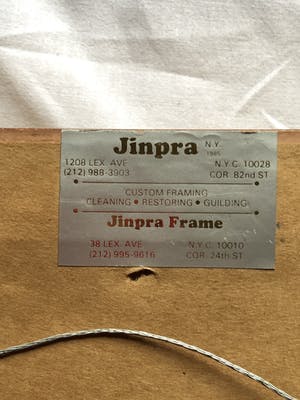 Jinpra N.Y.
1985
1208 LEX. AVE N.Y.C. 10028
(212) 988-3903 COR. 82nd ST
CUSTOM FRAMING
CLEANING • RESTORING • GUILDING
Jinpra Frame
38 LEX. AVE N.Y.C. 10010
(212) 995-9616 COR. 24th ST